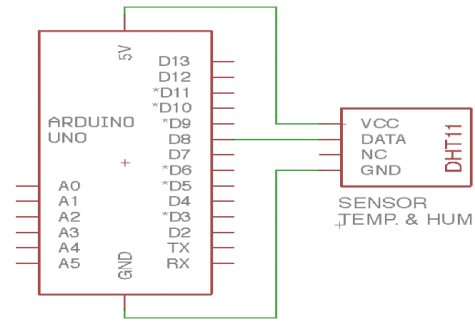 5V
D13
D12
*D11
*D10
*D9
D8
D7
*D6
*D5
D4
*D3
D2
TX
RX
ARDUINO
UNO
A0
A1
A2
A3
A4
A5
GND
VCC
DATA
NC
GND
DHT11
SENSOR
TEMP. & HUM